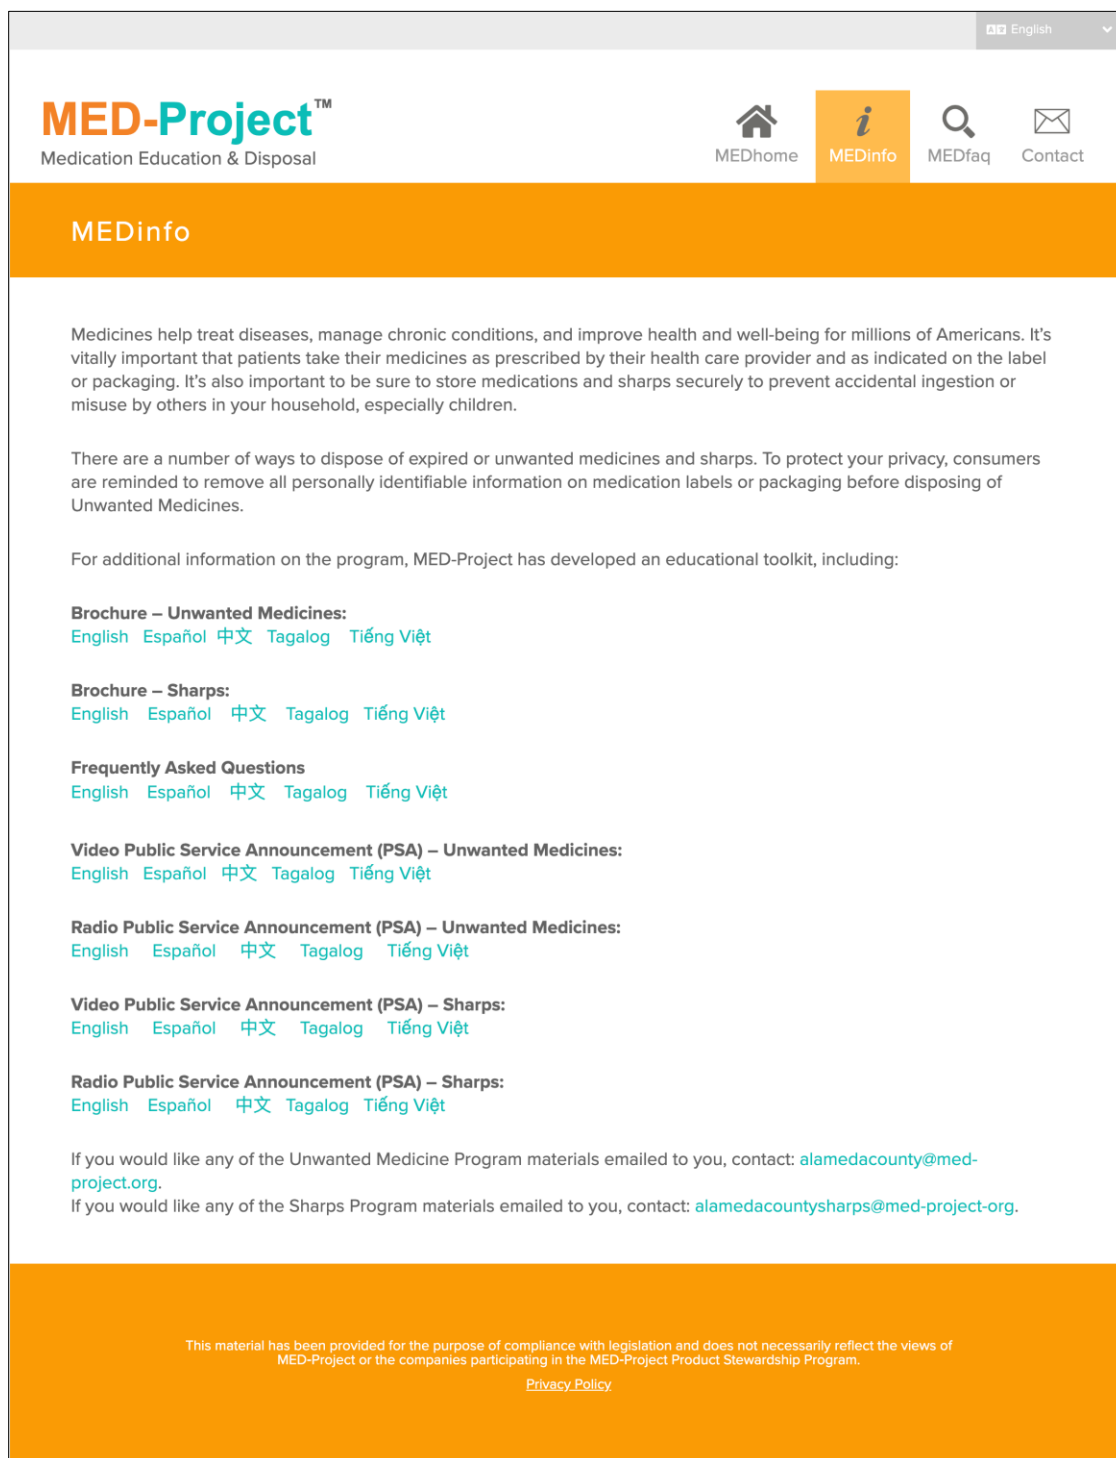 English
MED-Project™
Medication Education & Disposal
MEDhome
MEDinfo
MEDfaq
Contact
MEDinfo
Medicines help treat diseases, manage chronic conditions, and improve health and well-being for millions of Americans. It's
vitally important that patients take their medicines as prescribed by their health care provider and as indicated on the label
or packaging. It's also important to be sure to store medications and sharps securely to prevent accidental ingestion or
misuse by others in your household, especially children.
There are a number of ways to dispose of expired or unwanted medicines and sharps. To protect your privacy, consumers
are reminded to remove all personally identifiable information on medication labels or packaging before disposing of
Unwanted Medicines.
For additional information on the program, MED-Project has developed an educational toolkit, including:
Brochure – Unwanted Medicines:
English Español 中文 Tagalog Tiếng Việt
Brochure – Sharps:
English Español 中文 Tagalog Tiếng Việt
Frequently Asked Questions
English Español 中文 Tagalog Tiếng Việt
Video Public Service Announcement (PSA) – Unwanted Medicines:
English Español 中文 Tagalog Tiếng Việt
Radio Public Service Announcement (PSA) – Unwanted Medicines:
English Español 中文 Tagalog Tiếng Việt
Video Public Service Announcement (PSA) – Sharps:
English Español 中文 Tagalog Tiếng Việt
Radio Public Service Announcement (PSA) – Sharps:
English Español 中文 Tagalog Tiếng Việt
If you would like any of the Unwanted Medicine Program materials emailed to you, contact: alamedacounty@med-
project.org.
If you would like any of the Sharps Program materials emailed to you, contact: alamedacountysharps@med-project-org.
This material has been provided for the purpose of compliance with legislation and does not necessarily reflect the views of
MED-Project or the companies participating in the MED-Project Product Stewardship Program.
Privacy Policy